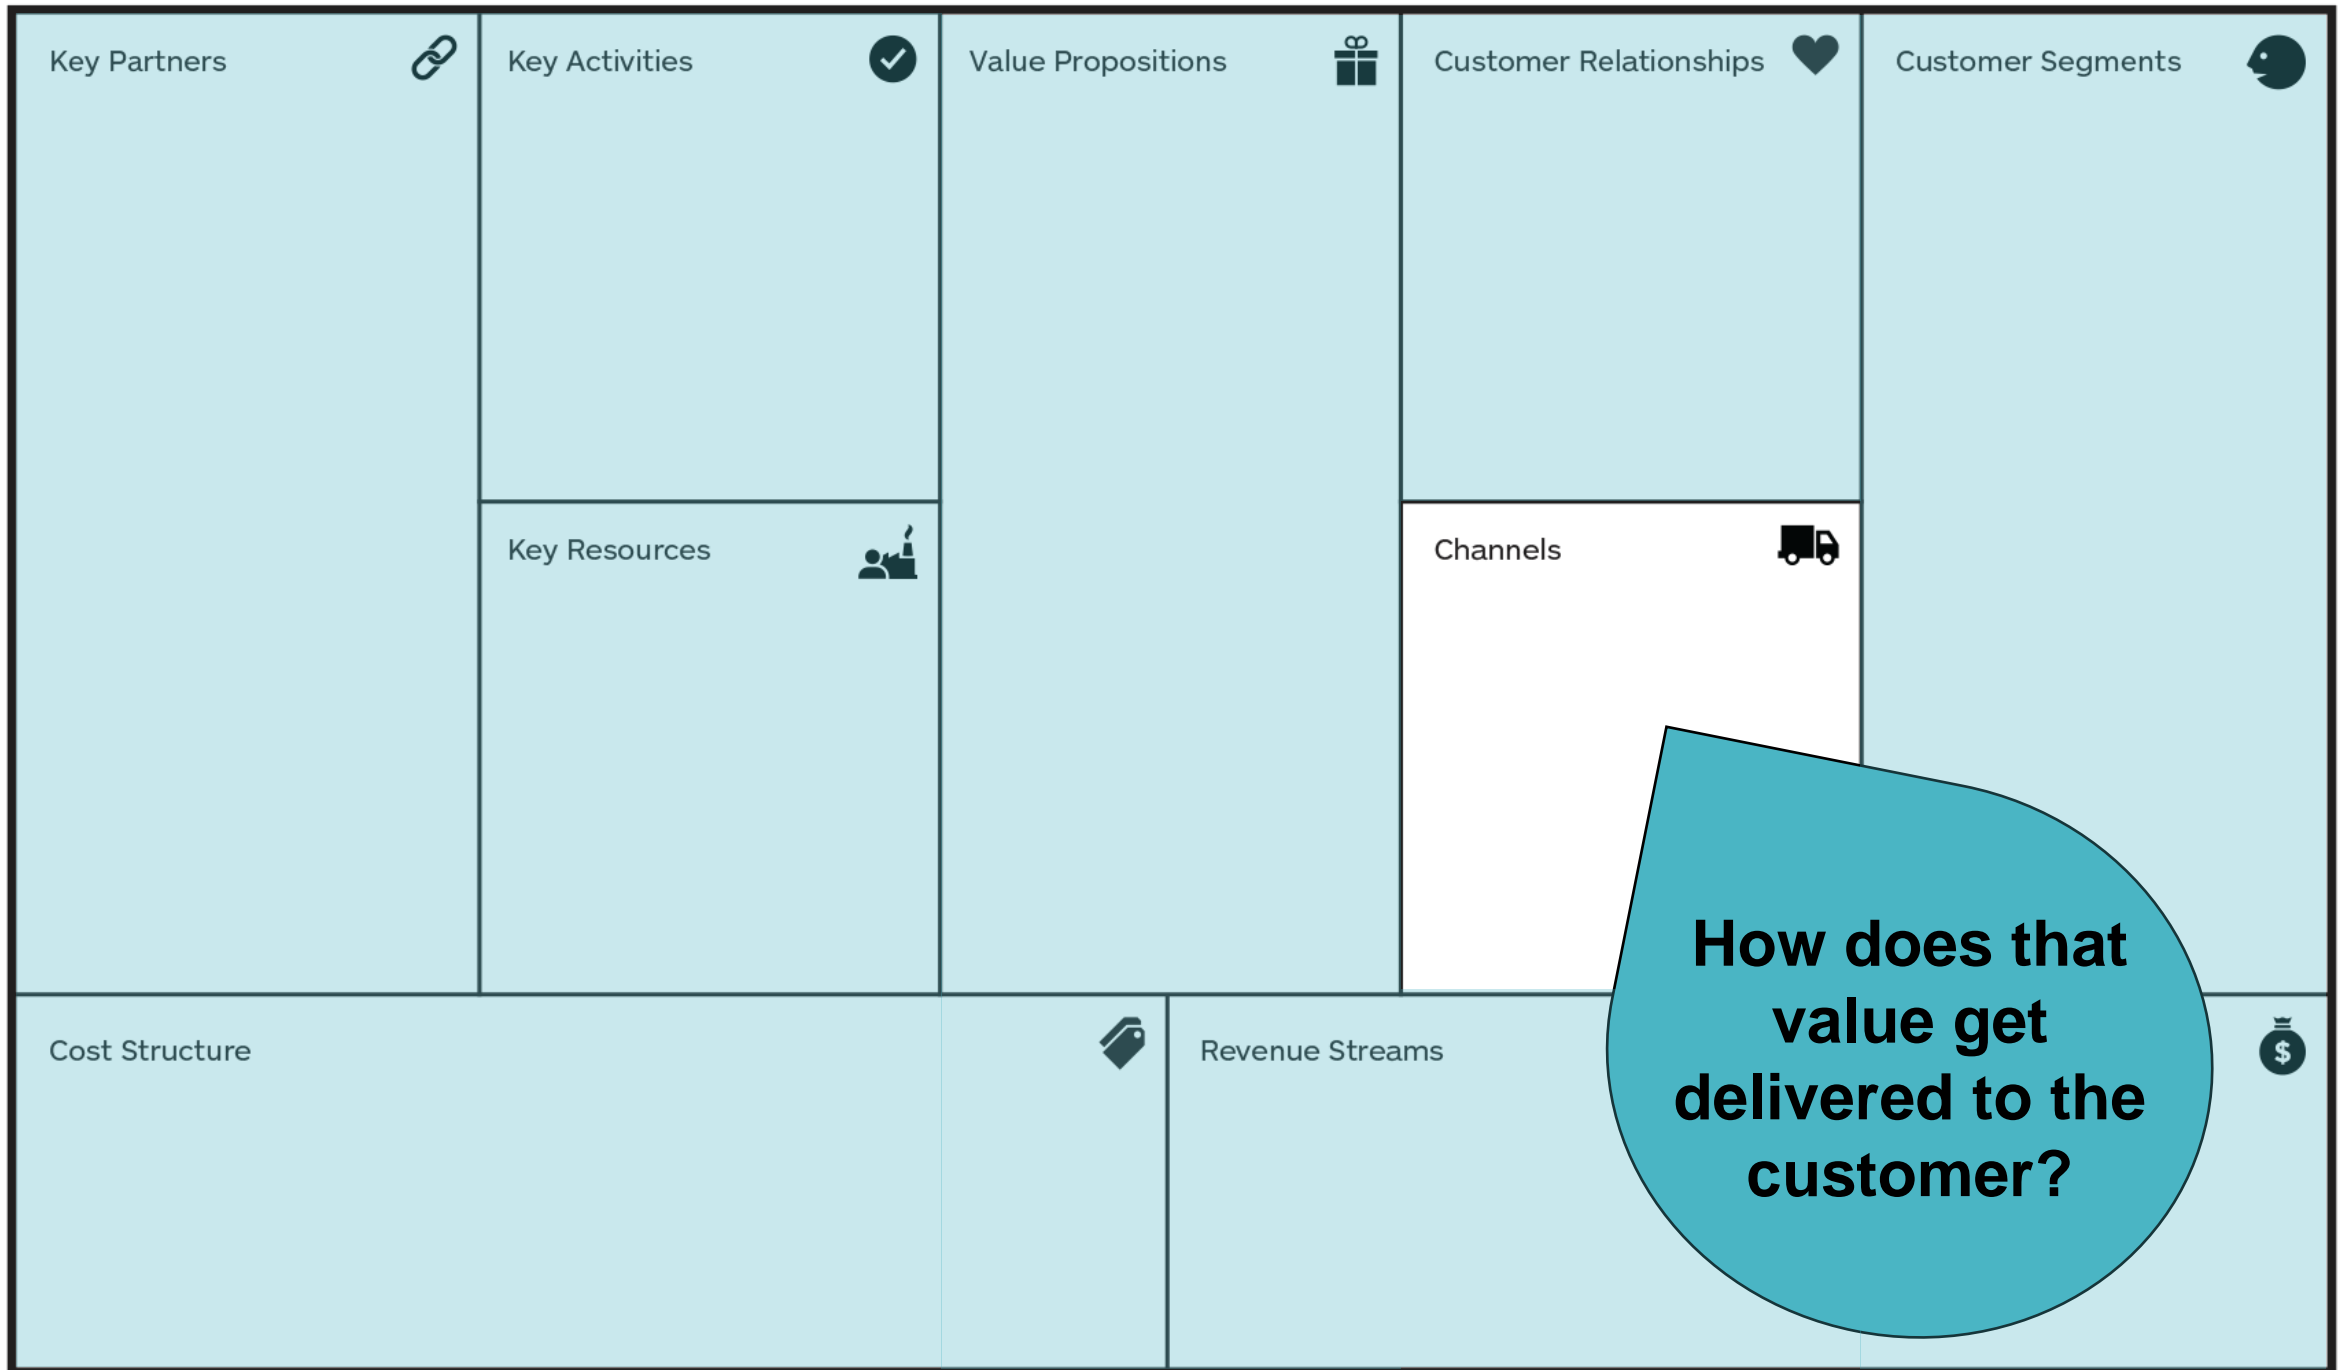 Key Partners
Key Activities
Value Propositions
Customer Relationships
Customer Segments
Key Resources
Channels
Cost Structure
Revenue Streams
$
How does that
value get
delivered to the
customer?